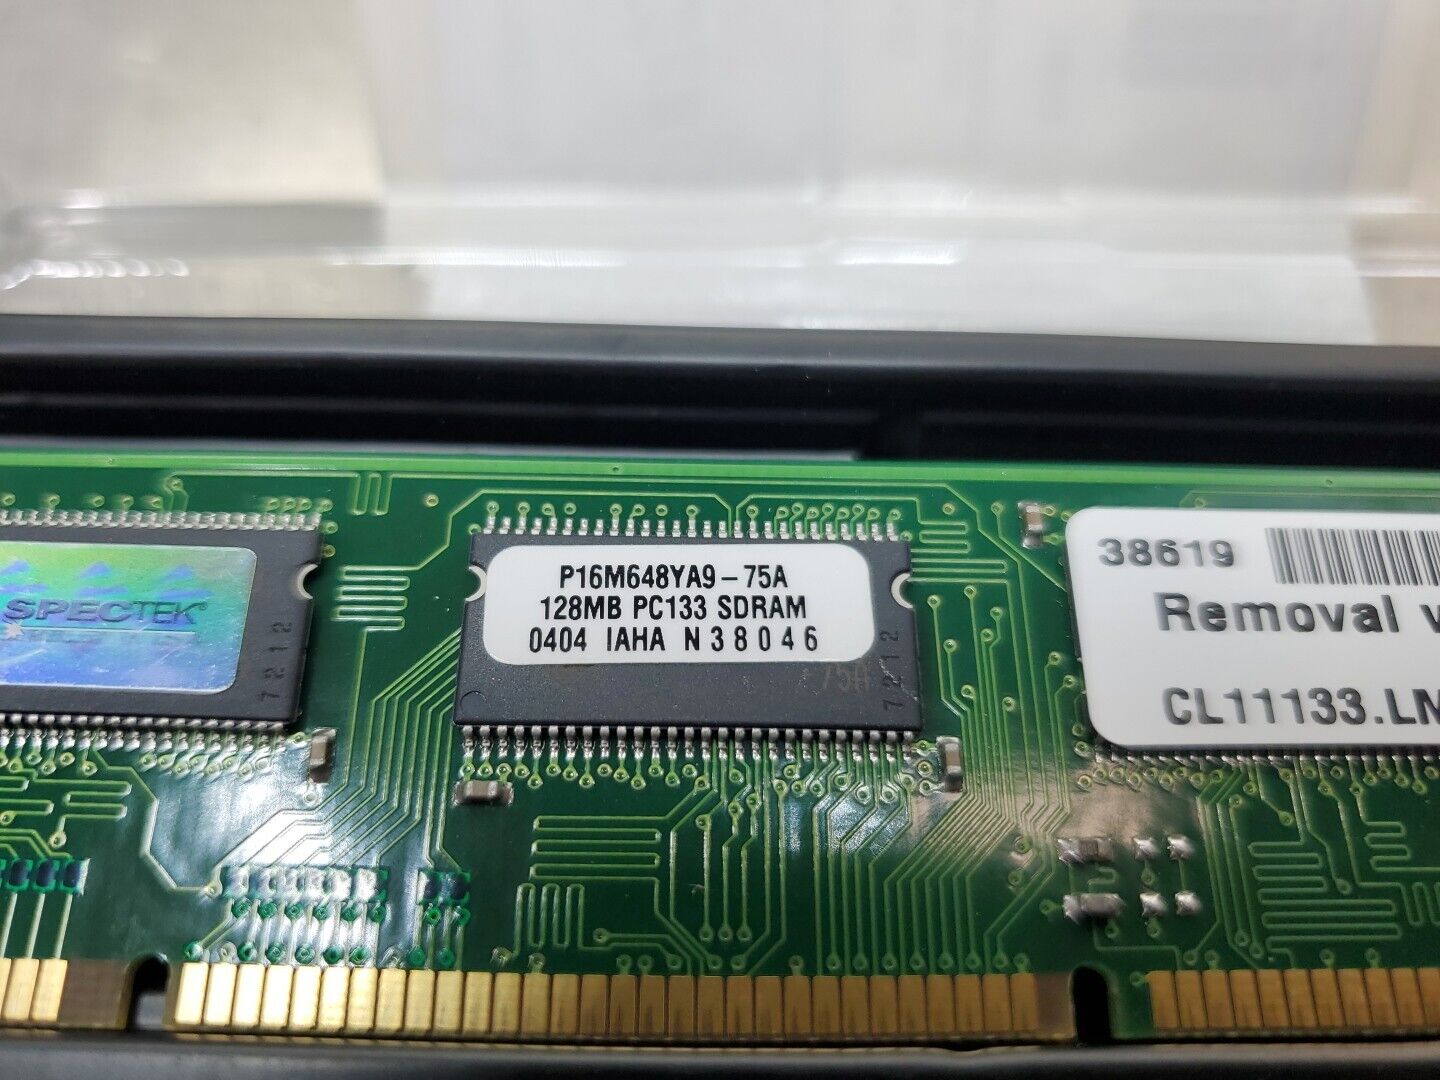 SPECTEK®
7212
P16M648YA9-75A
128MB PC133 SDRAM
0404 IAHA N38046
-75A
7212
38619
Removal
CL11133.LN